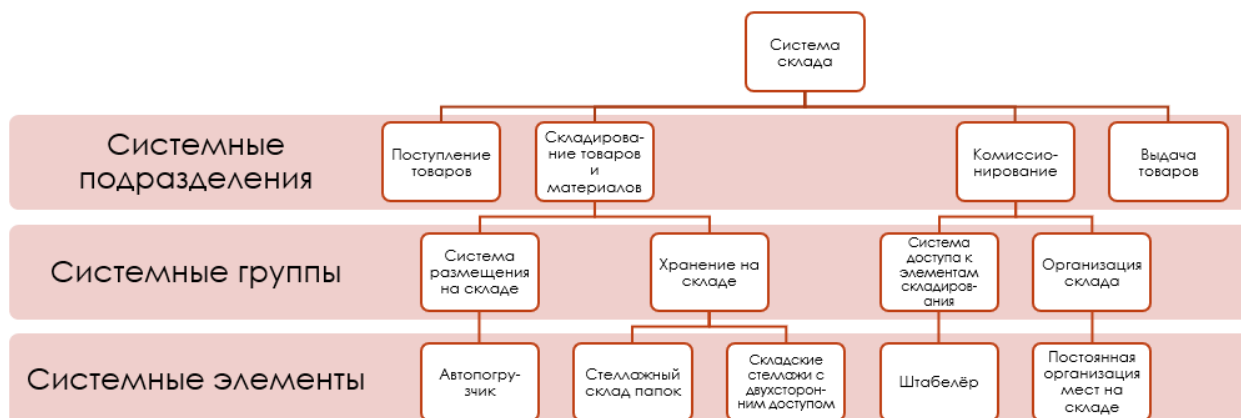 Система
склада
Системные
подразделения
Поступление
товаров
Складирова-
ние товаров
и
материалов
Комиссио-
нирование
Выдача
товаров
Системные группы
Система
размещения
на складе
Хранение на
складе
Система
доступа к
элементам
складиров-
ания
Организация
склада
Системные элементы
Автопогру-
зчик
Стеллажный
склад папок
Складские
стеллажи с
двухсторон-
ним доступом
Штабелёр
Постоянная
организация
мест на
складе